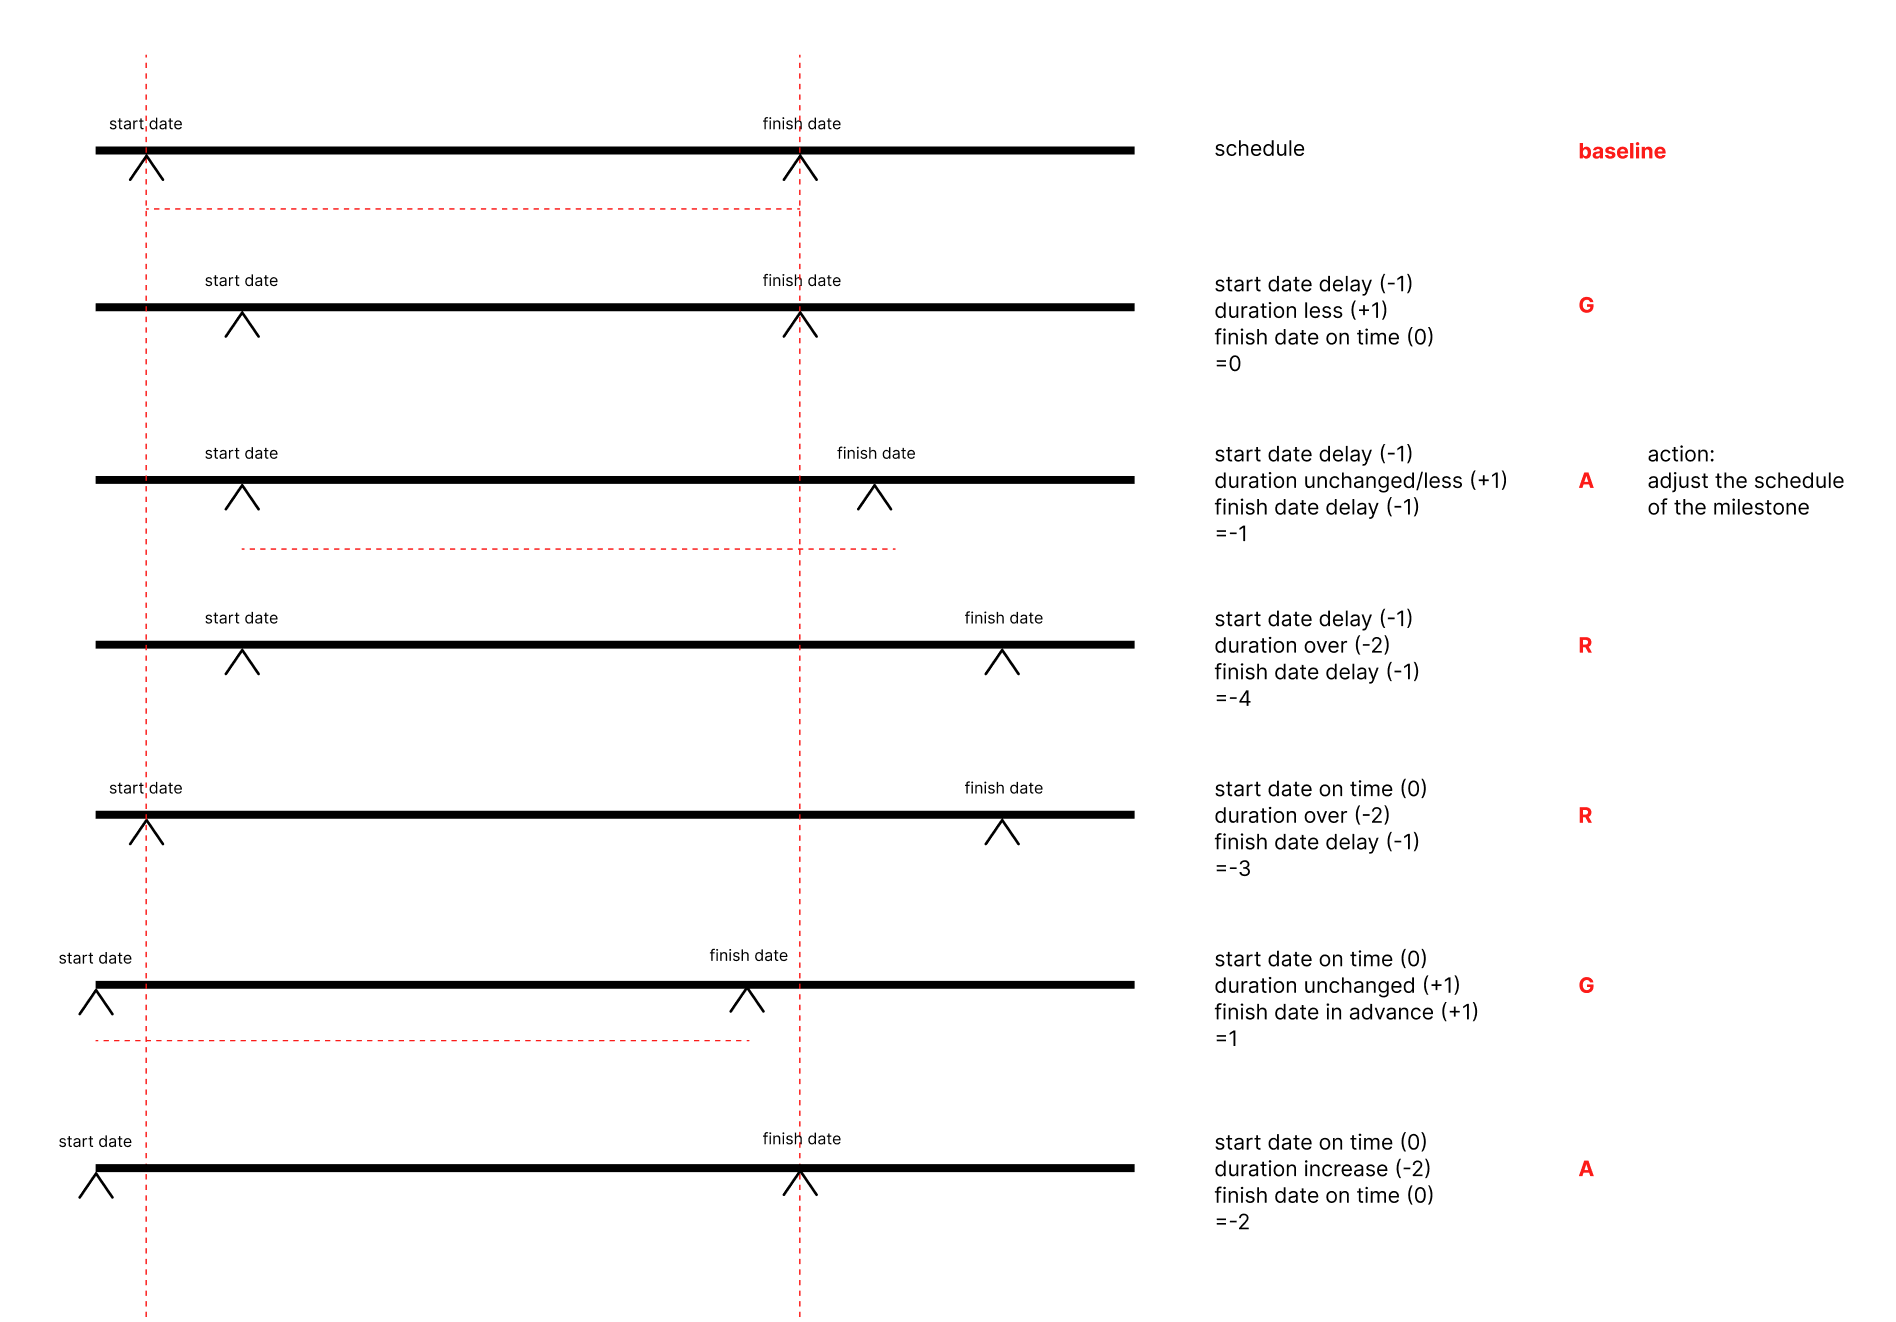 start date
finish date
schedule
baseline
start date
finish date
start date delay (-1)
duration less (+1)
finish date on time (0)
=0
G
start date
finish date
start date delay (-1)
duration unchanged/less (+1)
finish date delay (-1)
=-1
A
action:
adjust the schedule
of the milestone
start date
finish date
start date delay (-1)
duration over (-2)
finish date delay (-1)
=-4
R
start date
finish date
start date on time (0)
duration over (-2)
finish date delay (-1)
=-3
R
start date
finish date
start date on time (0)
duration unchanged (+1)
finish date in advance (+1)
=1
G
start date
finish date
start date on time (0)
duration increase (-2)
finish date on time (0)
=-2
A